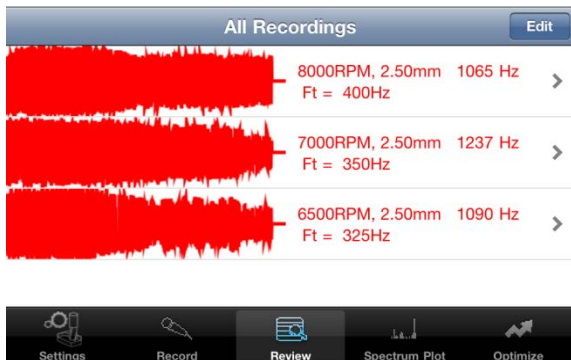 All Recordings
Edit
8000RPM, 2.50mm 1065 Hz
Ft = 400Hz
7000RPM, 2.50mm 1237 Hz
Ft = 350Hz
6500RPM, 2.50mm 1090 Hz
Ft = 325Hz
Settings Record Review Spectrum Plot Optimize